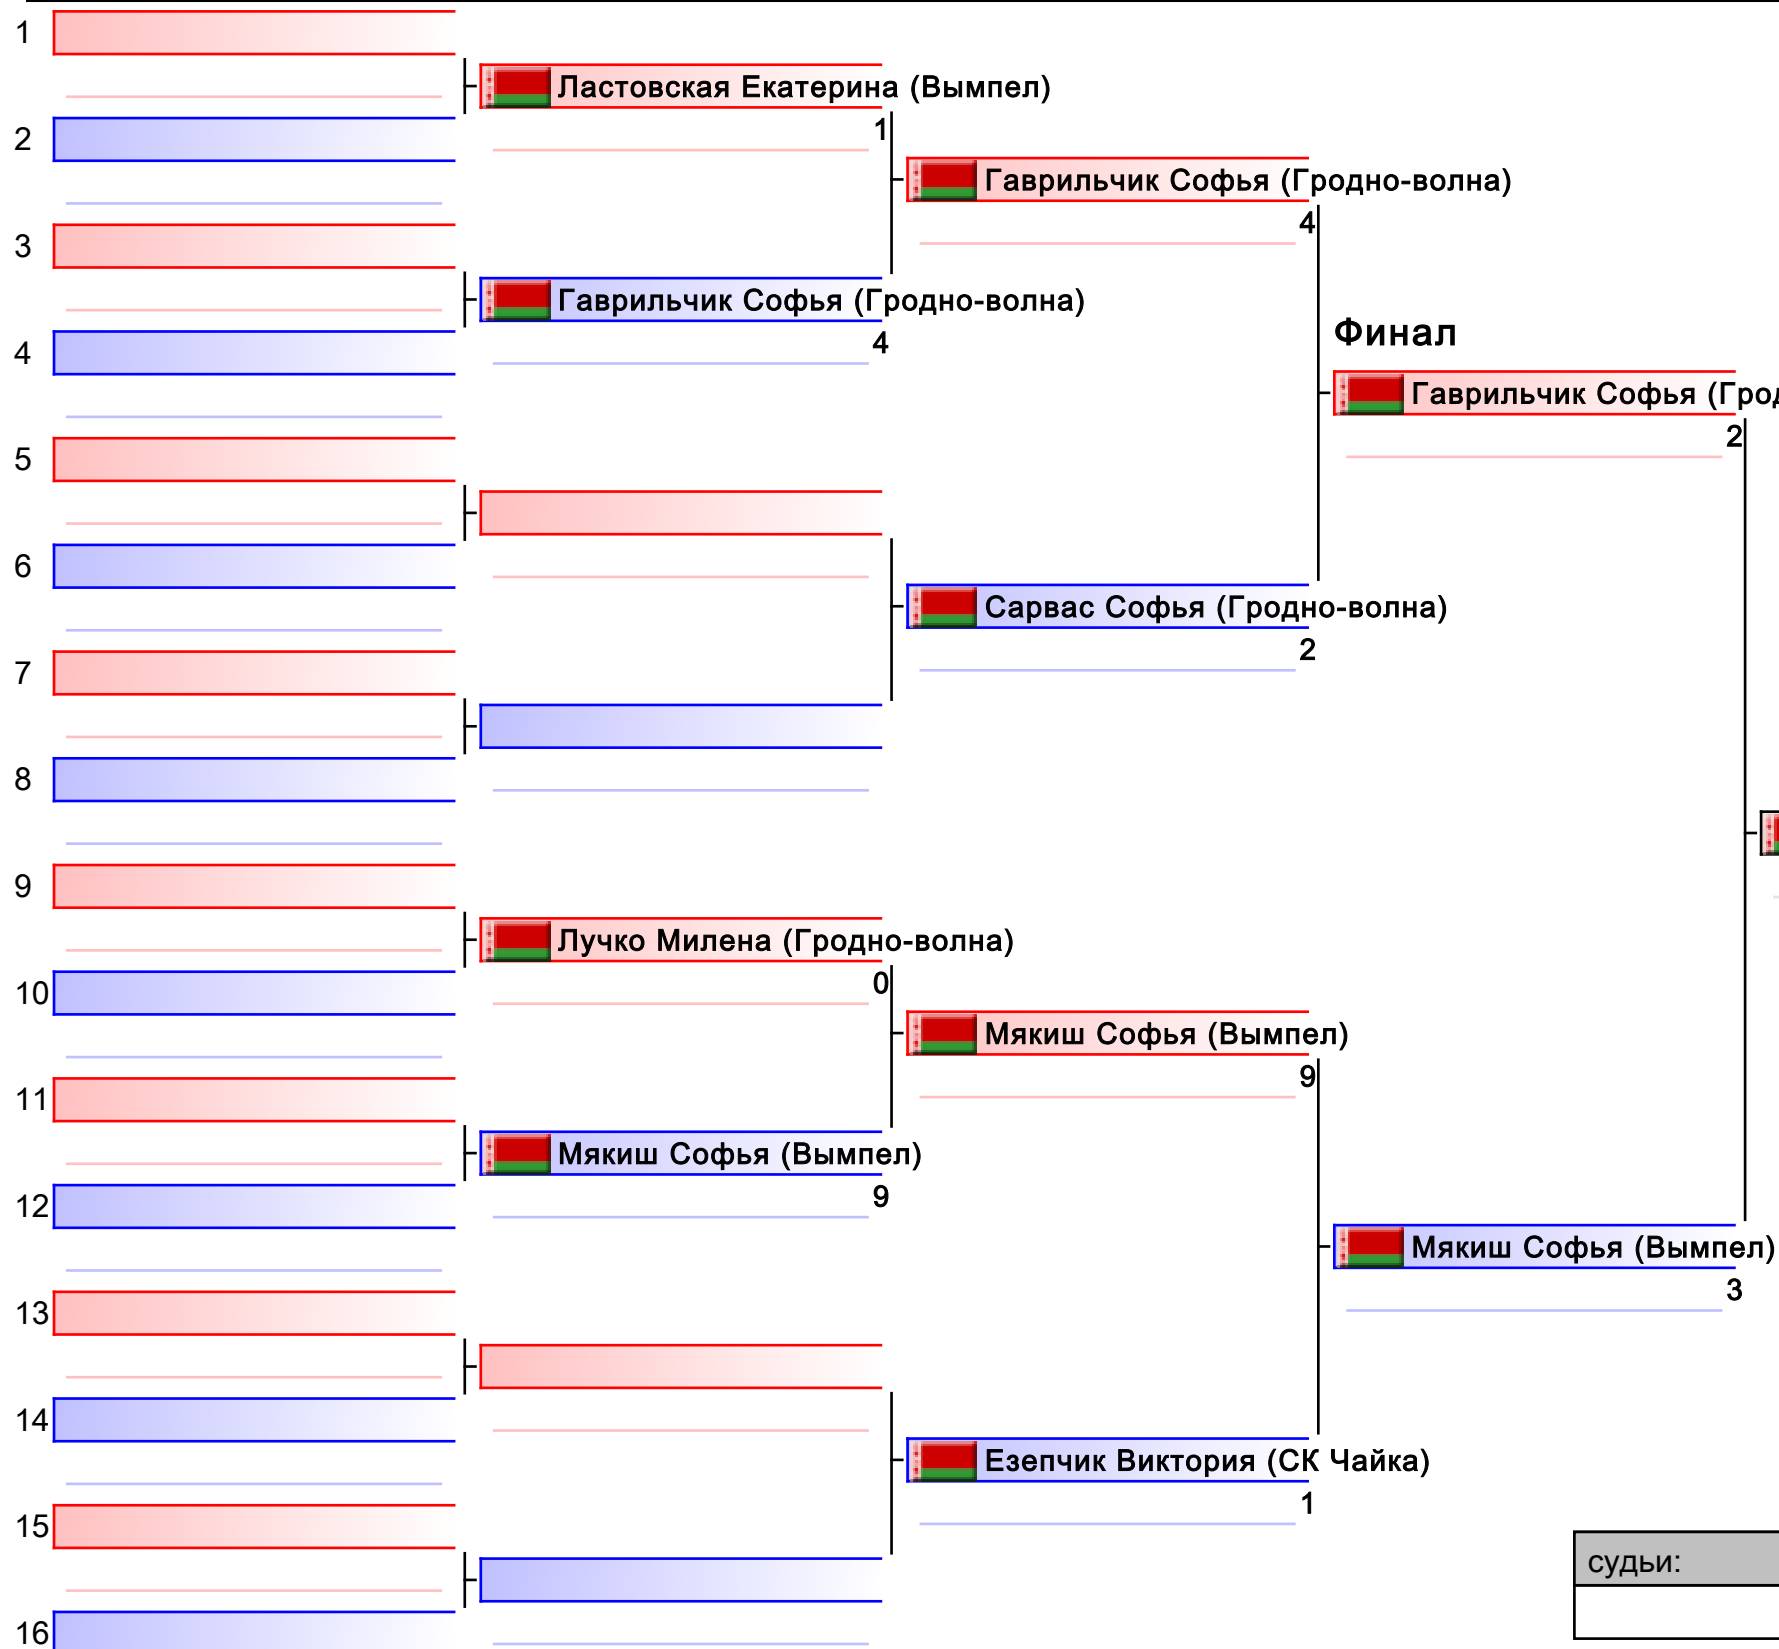 1
Ластовская Екатерина (Вымпел)
1
2
Гаврильчик Софья (Гродно-волна)
4
3
Гаврильчик Софья (Гродно-волна)
4
4
Финал
Гаврильчик Софья (Грод
2
5
6
Сарвас Софья (Гродно-волна)
2
7
8
9
Лучко Милена (Гродно-волна)
0
10
Мякиш Софья (Вымпел)
9
11
Мякиш Софья (Вымпел)
9
12
Мякиш Софья (Вымпел)
3
13
14
Езепчик Виктория (СК Чайка)
1
15
судьи:
16